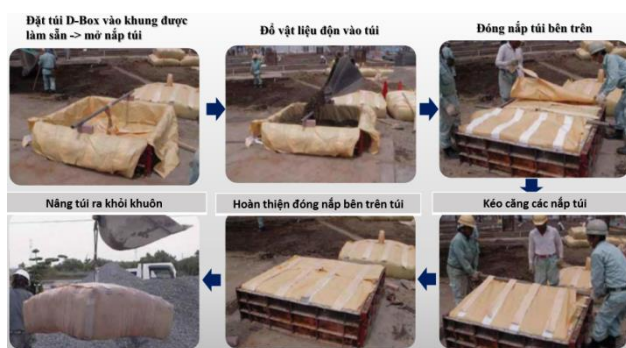 Đặt túi D-Box vào khung được
làm sẵn -> mở nắp túi
Đổ vật liệu độn vào túi
Đóng nắp túi bên trên
Kéo căng các nắp túi
Hoàn thiện đóng nắp bên trên túi
Nâng túi ra khỏi khuôn